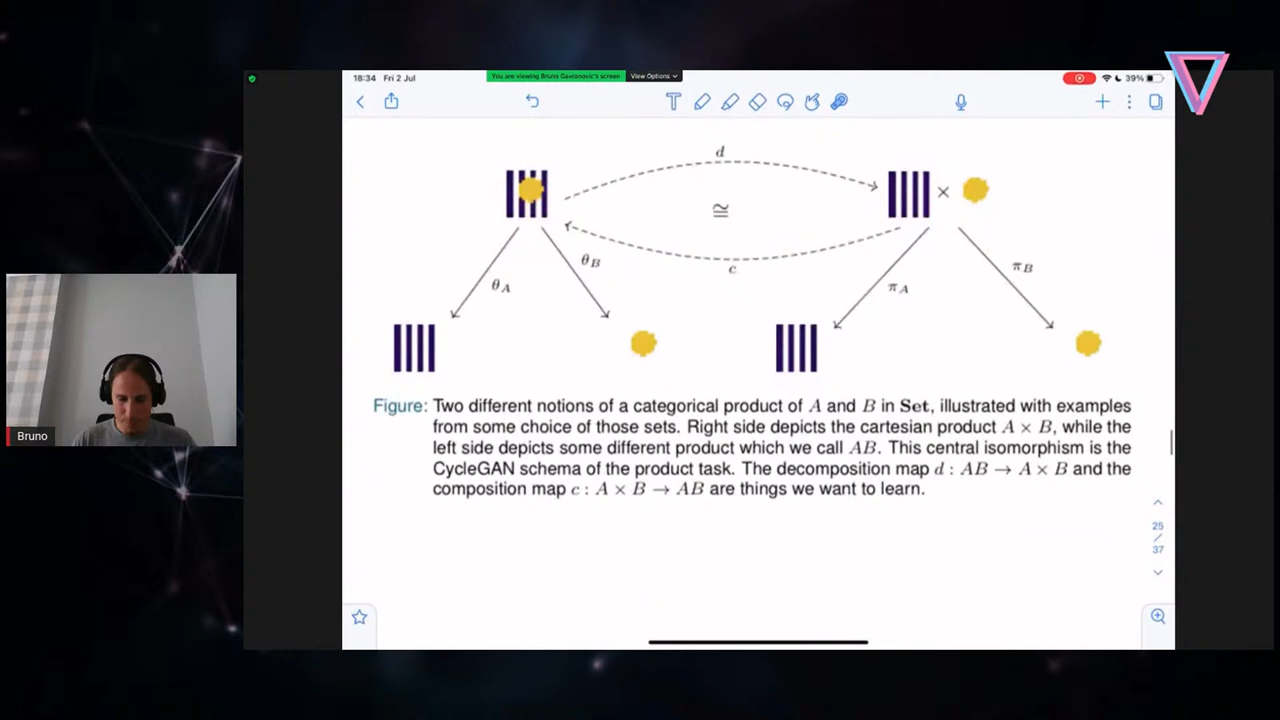 18:34 Fri 2 Jul
You are viewing Bruno Gavranovic's screen View Options
39%
d
≅
×
c
θ_A
θ_B
π_A
π_B
Figure: Two different notions of a categorical product of A and B in Set, illustrated with examples
from some choice of those sets. Right side depicts the cartesian product A × B, while the
left side depicts some different product which we call AB. This central isomorphism is the
CycleGAN schema of the product task. The decomposition map d : AB → A × B and the
composition map c : A × B → AB are things we want to learn.
25
/
37
Bruno